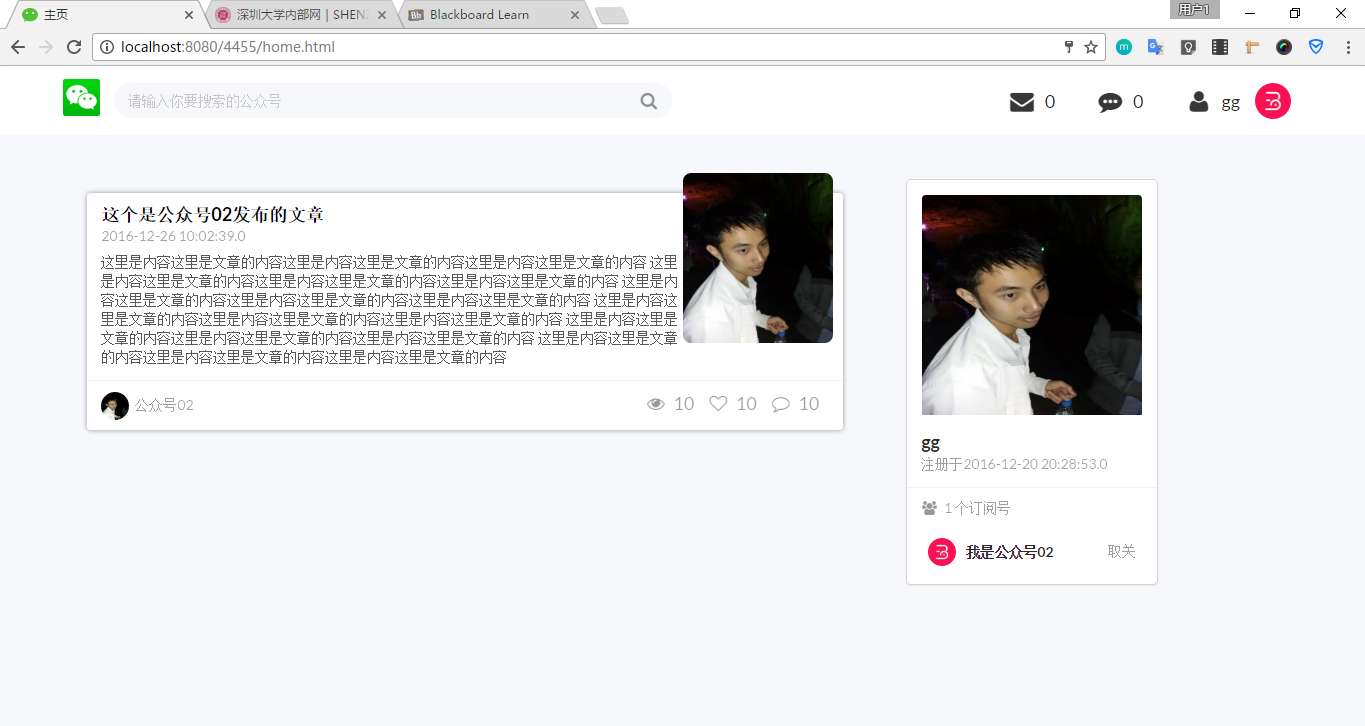 主页
深圳大学内部网 | SHENZ
Blackboard Learn
用户1
localhost:8080/4455/home.html
请输入你要搜索的公众号
0
0
gg
这个是公众号02发布的文章
2016-12-26 10:02:39.0
这里是内容这里是文章的内容这里是内容这里是文章的内容这里是内容这里是文章的内容 这里
是内容这里是文章的内容这里是内容这里是文章的内容这里是内容这里是文章的内容 这里是内
容这里是文章的内容这里是内容这里是文章的内容这里是内容这里是文章的内容 这里是内容这
里是文章的内容这里是内容这里是文章的内容这里是内容这里是文章的内容 这里是内容这里是
文章的内容这里是内容这里是文章的内容这里是内容这里是文章的内容 这里是内容这里是文章
的内容这里是内容这里是文章的内容这里是内容这里是文章的内容
公众号02
10
10
10
gg
注册于2016-12-20 20:28:53.0
1 个订阅号
我是公众号02
取关